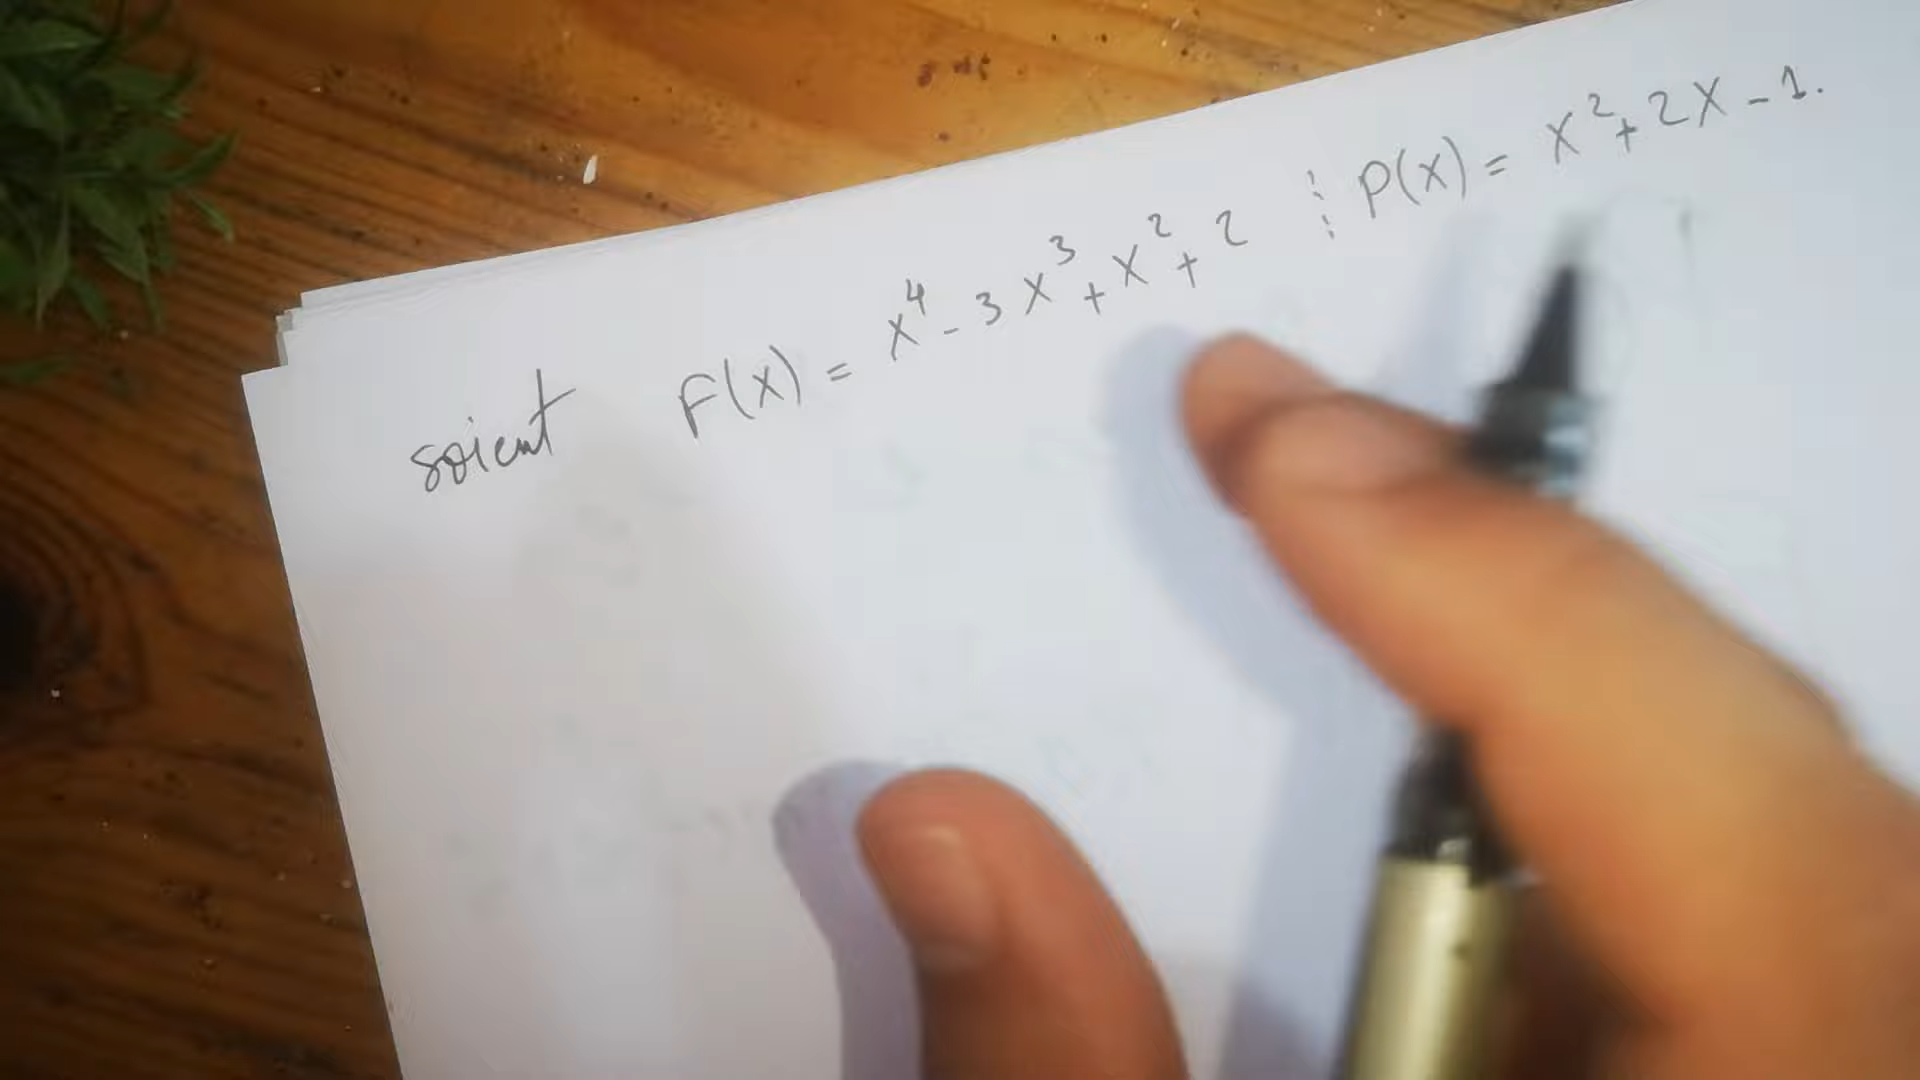 soient F(x) = x⁴ - 3x³ + x² + 2 ⋮ P(x) = x² + 2x - 1.